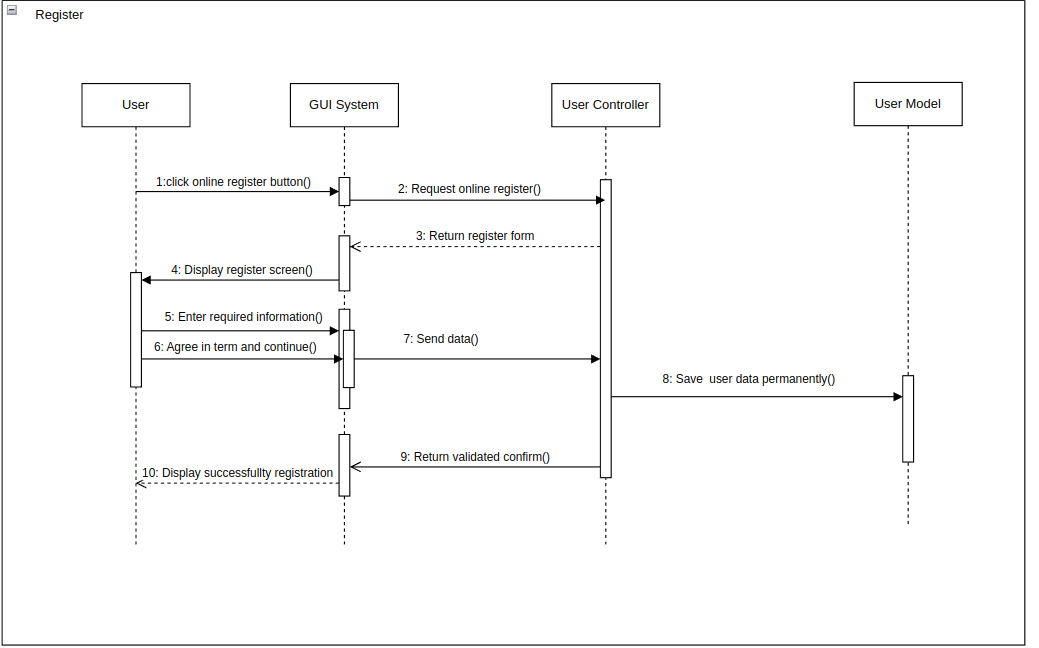 Register
User
GUI System
User Controller
User Model
1:click online register button()
2: Request online register()
3: Return register form
4: Display register screen()
5: Enter required information()
6: Agree in term and continue()
7: Send data()
8: Save  user data permanently()
9: Return validated confirm()
10: Display successfullty registration